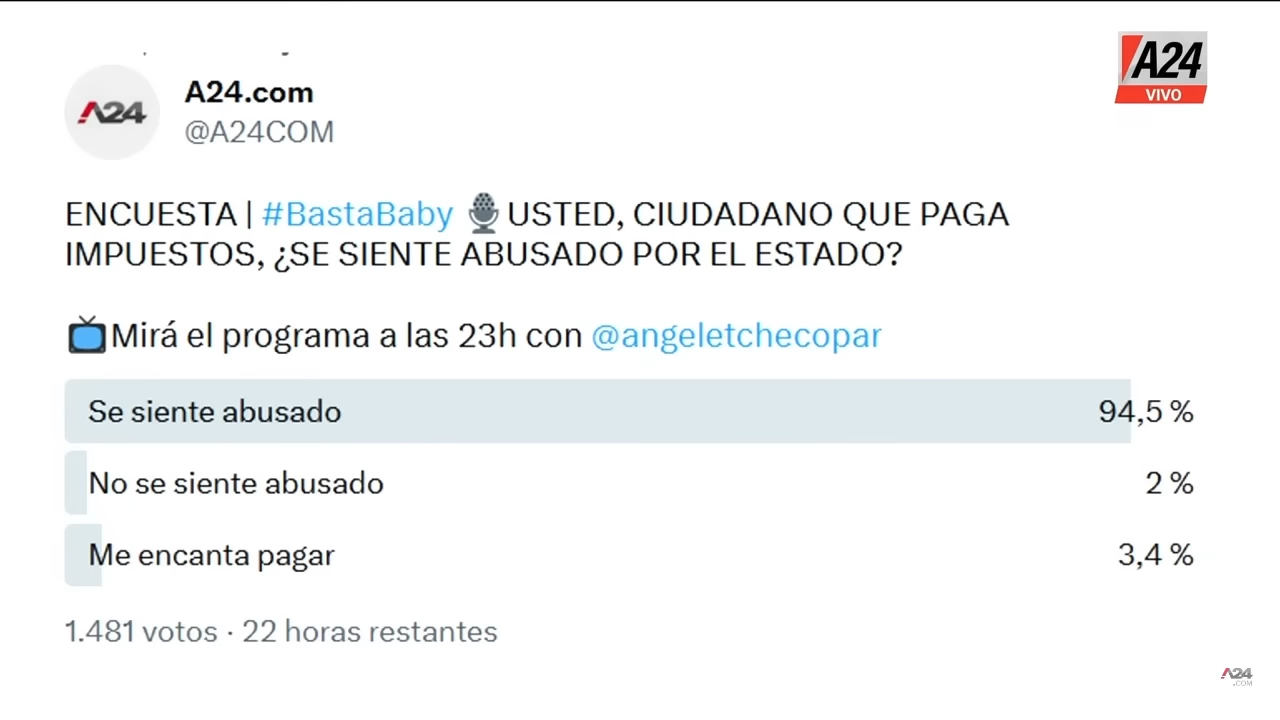 A24
VIVO
A24
A24.com
@A24COM
ENCUESTA | #BastaBaby 🎙️USTED, CIUDADANO QUE PAGA
IMPUESTOS, ¿SE SIENTE ABUSADO POR EL ESTADO?
📺Mirá el programa a las 23h con @angeletchecopar
Se siente abusado 94,5 %
No se siente abusado 2 %
Me encanta pagar 3,4 %
1.481 votos · 22 horas restantes
A24
.COM